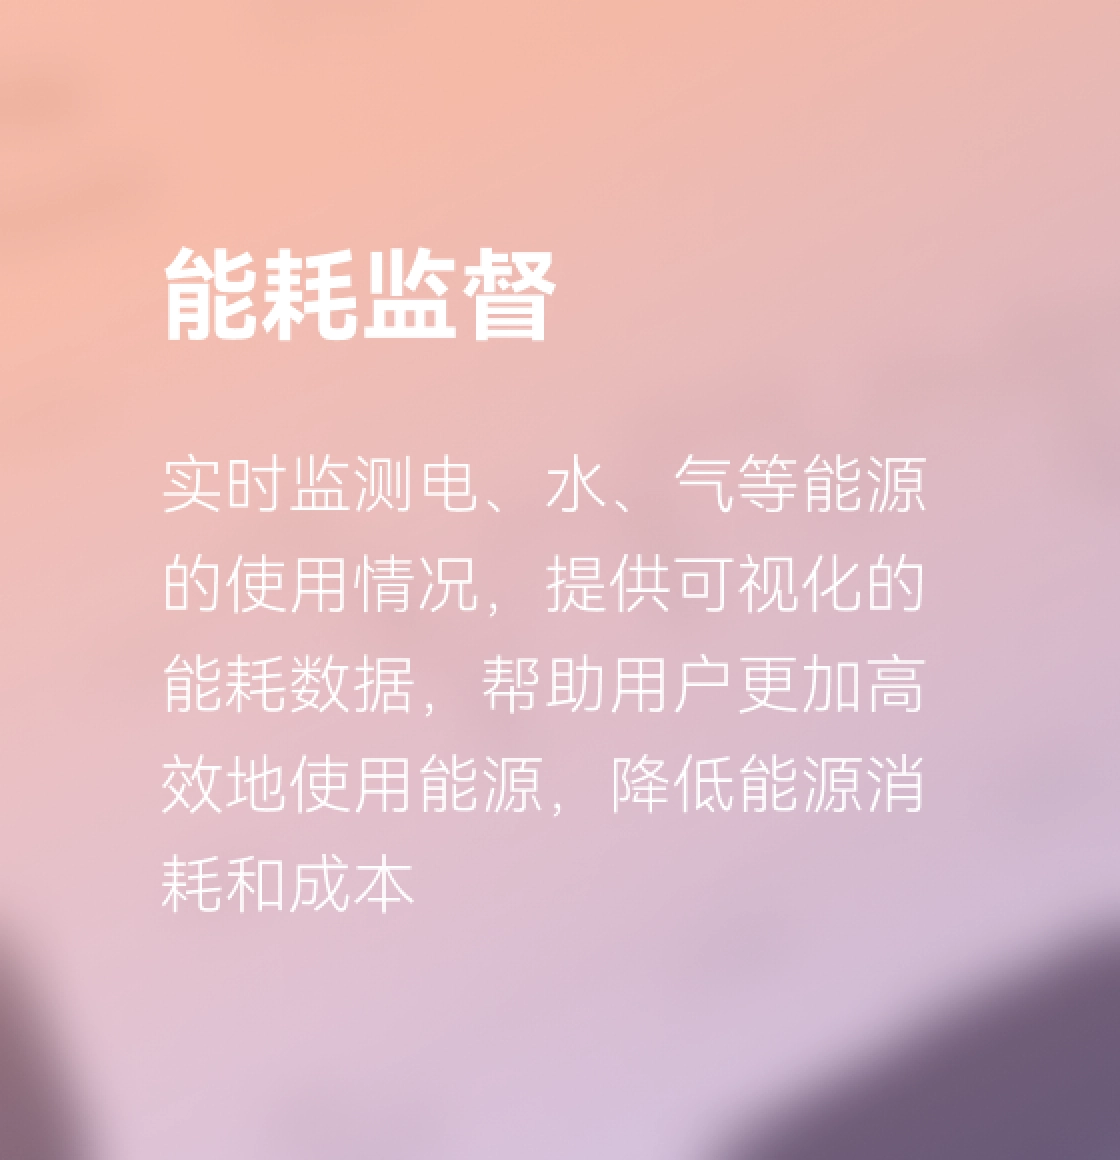 能耗监督
实时监测电、水、气等能源
的使用情况，提供可视化的
能耗数据，帮助用户更加高
效地使用能源，降低能源消
耗和成本